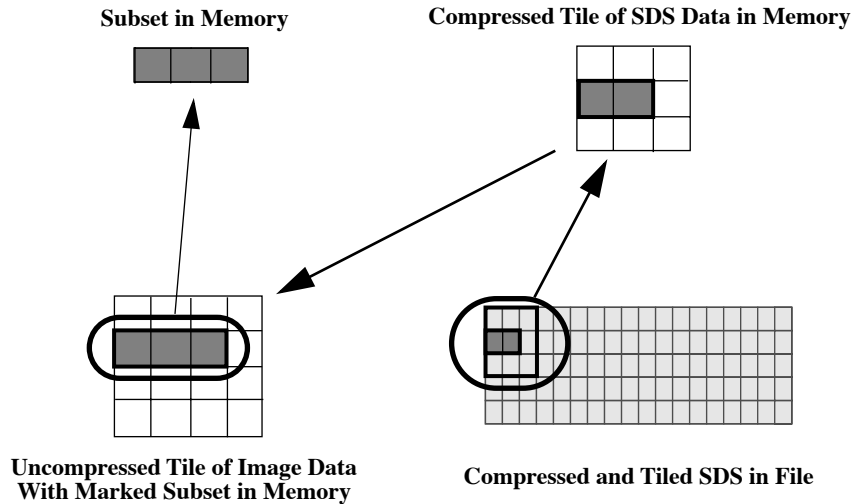 Subset in Memory
Compressed Tile of SDS Data in Memory
Uncompressed Tile of Image Data
With Marked Subset in Memory
Compressed and Tiled SDS in File